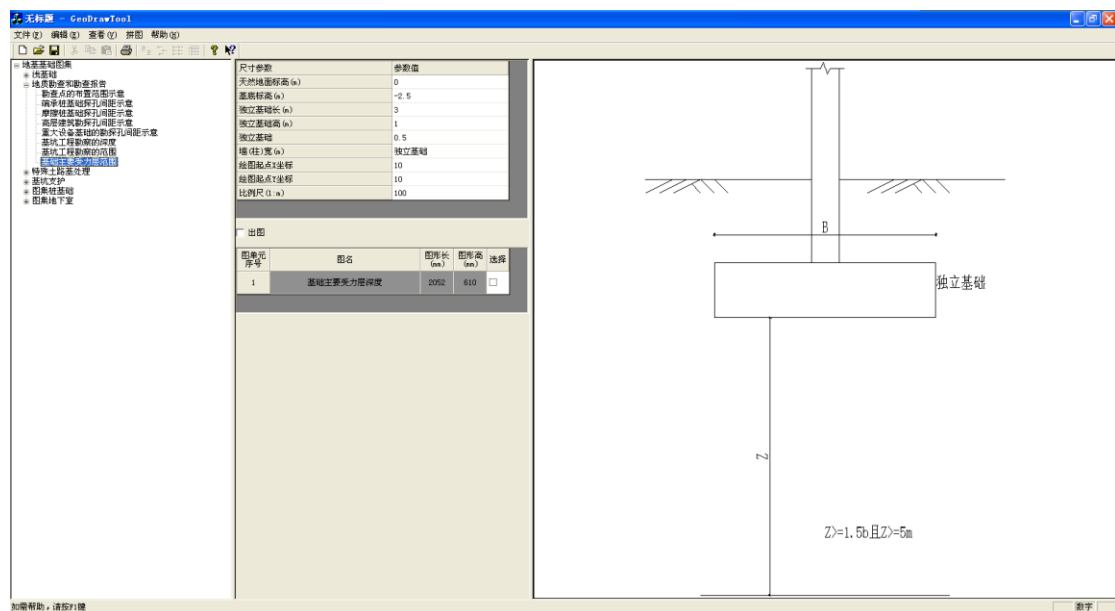 无标题 - GeoDrawTool
文件(F) 编辑(E) 查看(V) 拼图 帮助(H)
地基基础图集
浅基础
地质勘查和勘查报告
勘查点的布置范围示意
端承桩基础探孔间距示意
摩擦桩基础探孔间距示意
高层建筑勘探孔间距示意
重大设备基础的勘探孔间距示意
基坑工程勘察的深度
基坑工程勘察的范围
基础主要受力层范围
特殊土路基处理
基坑支护
图集桩基础
图集地下室
尺寸参数 参数值
天然地面标高(m) 0
基底标高(m) -2.5
独立基础长(m) 3
独立基础高(m) 1
独立基础 0.5
墙(柱)宽(m) 独立基础
绘图起点X坐标 10
绘图起点Y坐标 10
比例尺(1:m) 100
出图
图单元序号 图名 图形长(mm) 图形高(mm) 选择
1 基础主要受力层深度 2052 610
B
独立基础
Z
Z>=1.5b且Z>=5m
如需帮助，请按F1键
数字